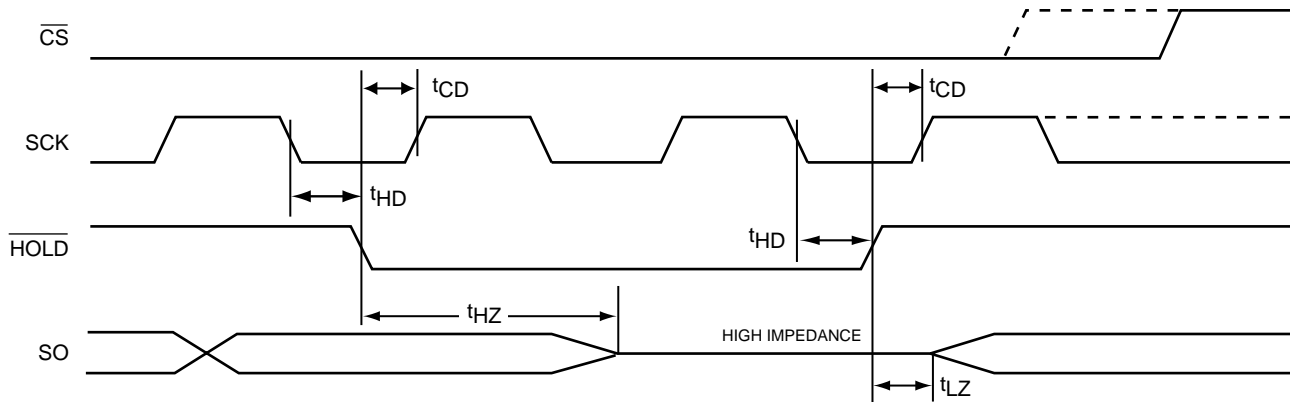 CS
tCD
tCD
SCK
tHD
HOLD
tHD
tHZ
HIGH IMPEDANCE
SO
tLZ